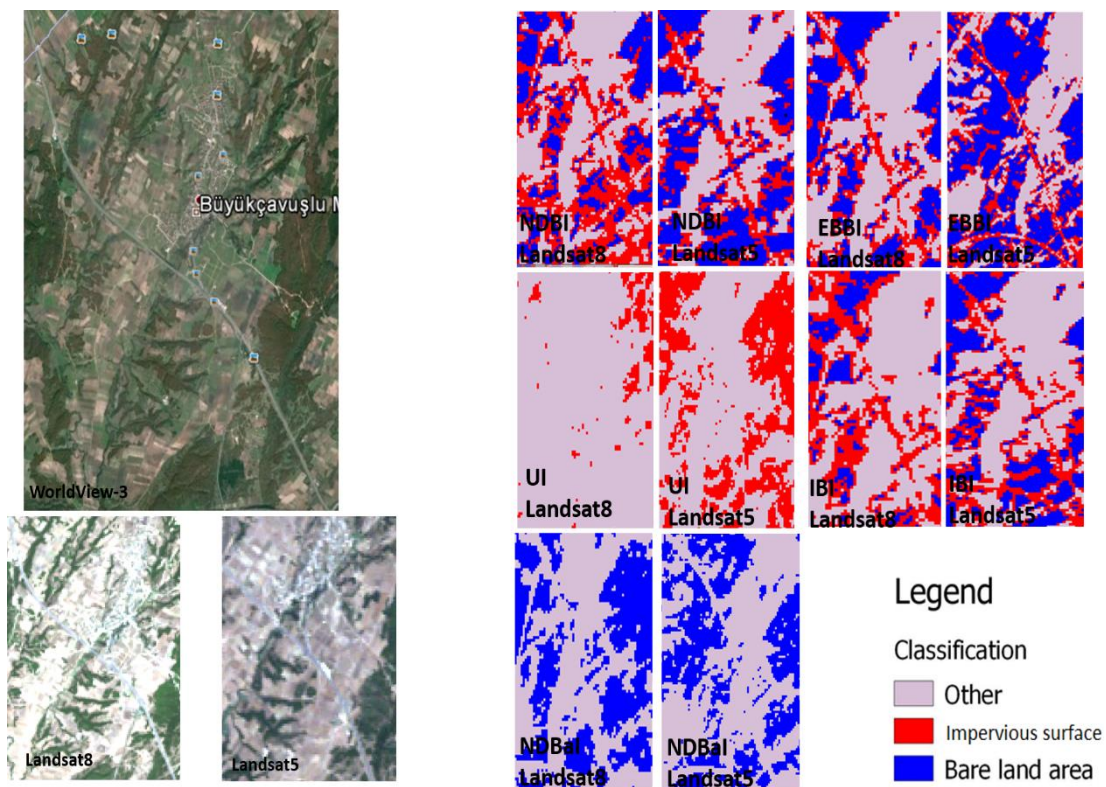 Büyükçavuşlu M
WorldView-3
Landsat8
Landsat5
NDBI
Landsat8
NDBI
Landsat5
EBBI
Landsat8
EBBI
Landsat5
UI
Landsat8
UI
Landsat5
IBI
Landsat8
IBI
Landsat5
NDBaI
Landsat8
NDBaI
Landsat5
Legend
Classification
Other
Impervious surface
Bare land area